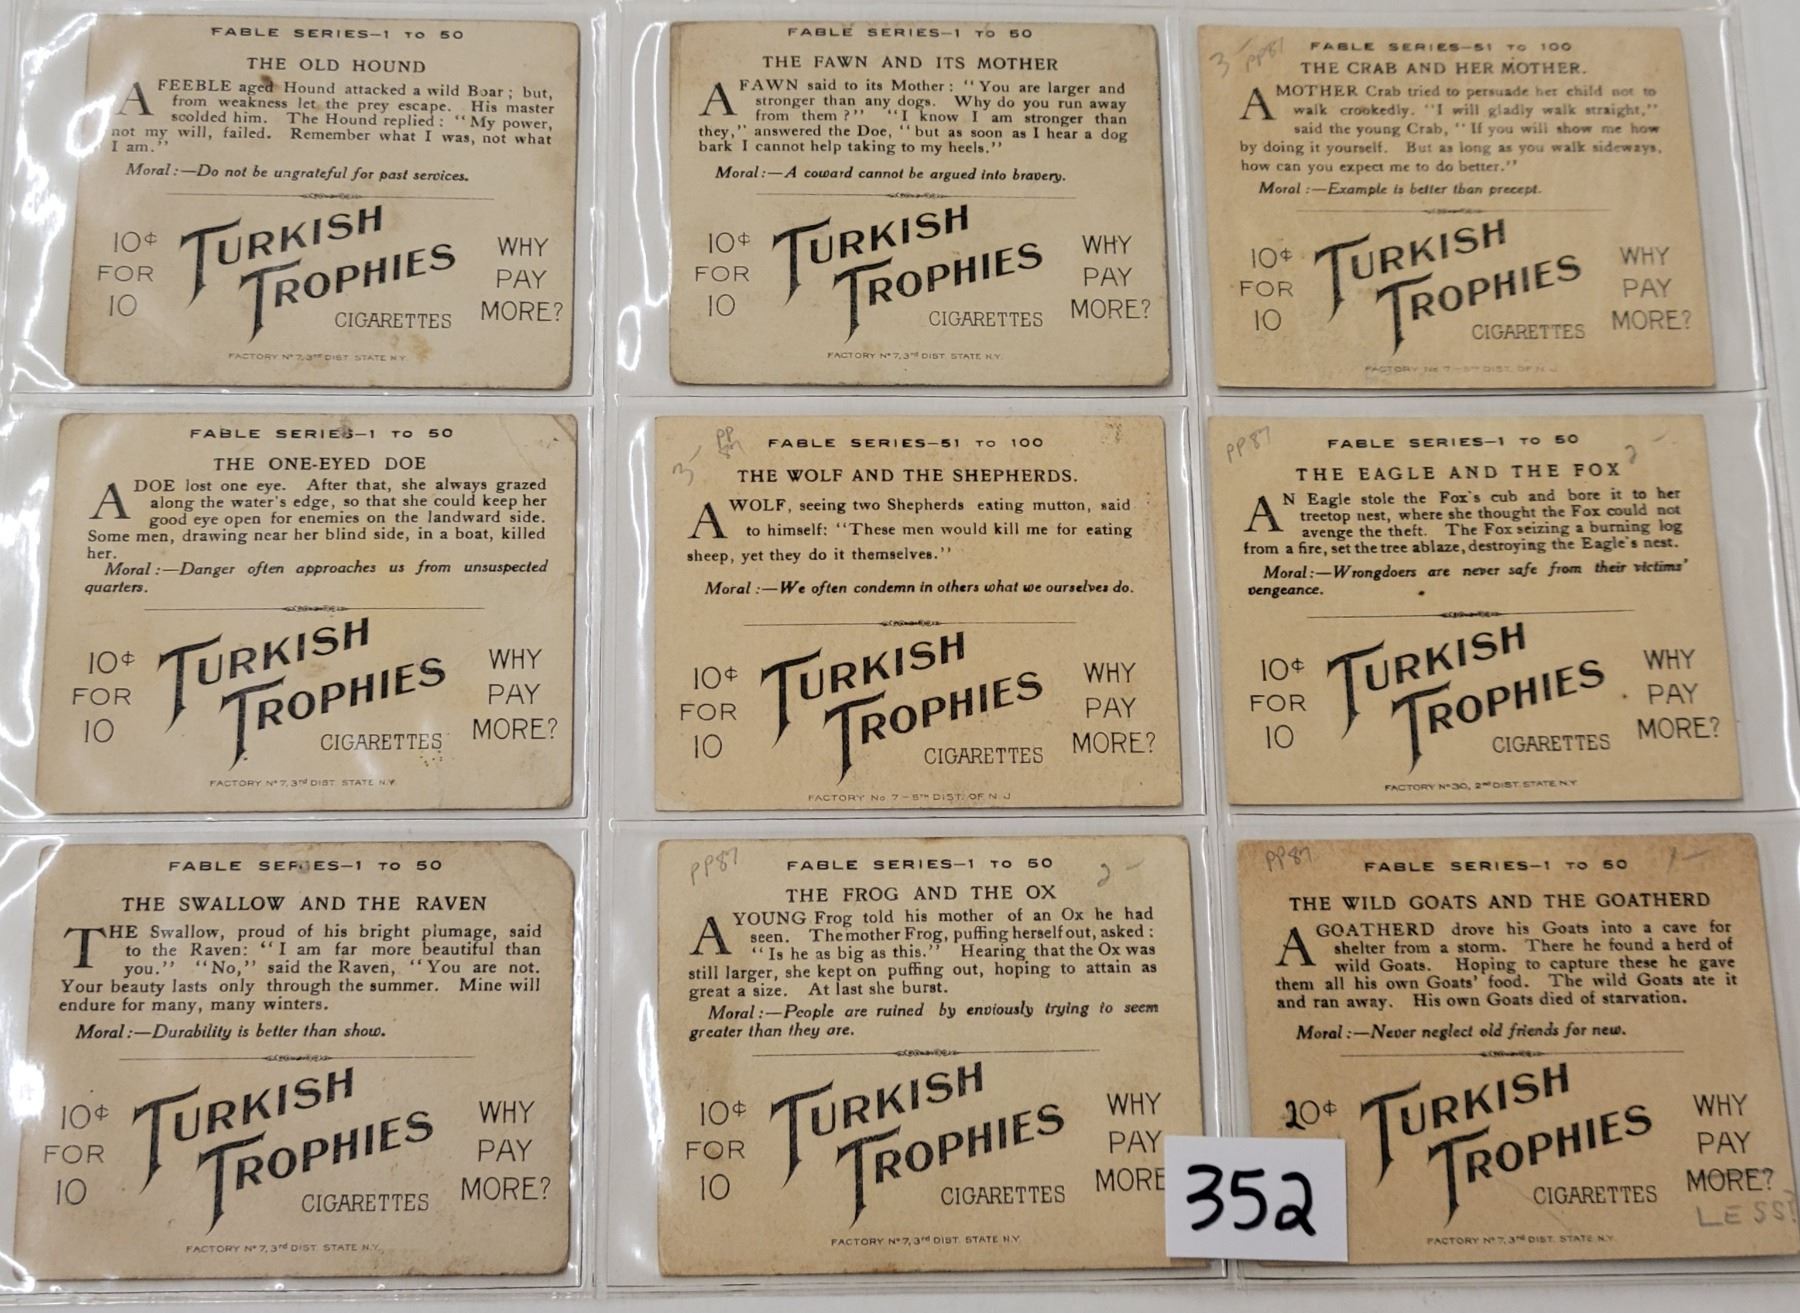 FABLE SERIES—1 TO 50
THE OLD HOUND
A FEEBLE aged Hound attacked a wild Boar; but,
from weakness let the prey escape. His master
scolded him. The Hound replied: "My power,
not my will, failed. Remember what I was, not what
I am."
Moral:—Do not be ungrateful for past services.
10¢ FOR 10
TURKISH TROPHIES
CIGARETTES
WHY PAY MORE?
FACTORY Nº 7, 3rd DIST. STATE N.Y.
FABLE SERIES—1 TO 50
THE FAWN AND ITS MOTHER
A FAWN said to its Mother: "You are larger and
stronger than any dogs. Why do you run away
from them?" "I know I am stronger than
they," answered the Doe, "but as soon as I hear a dog
bark I cannot help taking to my heels."
Moral:—A coward cannot be argued into bravery.
10¢ FOR 10
TURKISH TROPHIES
CIGARETTES
WHY PAY MORE?
FACTORY Nº 7, 3rd DIST. STATE N.Y.
3- PP87
FABLE SERIES—51 TO 100
THE CRAB AND HER MOTHER.
A MOTHER Crab tried to persuade her child not to
walk crookedly. "I will gladly walk straight,"
said the young Crab, "If you will show me how
by doing it yourself. But as long as you walk sideways,
how can you expect me to do better."
Moral:—Example is better than precept.
10¢ FOR 10
TURKISH TROPHIES
CIGARETTES
WHY PAY MORE?
FACTORY No 7—5TH DIST. OF N.J.
FABLE SERIES—1 TO 50
THE ONE-EYED DOE
A DOE lost one eye. After that, she always grazed
along the water's edge, so that she could keep her
good eye open for enemies on the landward side.
Some men, drawing near her blind side, in a boat, killed
her.
Moral:—Danger often approaches us from unsuspected
quarters.
10¢ FOR 10
TURKISH TROPHIES
CIGARETTES
WHY PAY MORE?
FACTORY Nº 7, 3rd DIST. STATE N.Y.
3- PP 87
FABLE SERIES—51 TO 100
THE WOLF AND THE SHEPHERDS.
A WOLF, seeing two Shepherds eating mutton, said
to himself: "These men would kill me for eating
sheep, yet they do it themselves."
Moral:—We often condemn in others what we ourselves do.
10¢ FOR 10
TURKISH TROPHIES
CIGARETTES
WHY PAY MORE?
FACTORY No 7—5TH DIST. OF N.J
PP87
2-
FABLE SERIES—1 TO 50
THE EAGLE AND THE FOX
AN Eagle stole the Fox's cub and bore it to her
treetop nest, where she thought the Fox could not
avenge the theft. The Fox seizing a burning log
from a fire, set the tree ablaze, destroying the Eagle's nest.
Moral:—Wrongdoers are never safe from their victims'
vengeance.
10¢ FOR 10
TURKISH TROPHIES
CIGARETTES
WHY PAY MORE?
FACTORY Nº 30, 2nd DIST. STATE N.Y.
FABLE SERIES—1 TO 50
THE SWALLOW AND THE RAVEN
THE Swallow, proud of his bright plumage, said
to the Raven: "I am far more beautiful than
you." "No," said the Raven, "You are not.
Your beauty lasts only through the summer. Mine will
endure for many, many winters.
Moral:—Durability is better than show.
10¢ FOR 10
TURKISH TROPHIES
CIGARETTES
WHY PAY MORE?
FACTORY Nº 7, 3rd DIST. STATE N.Y.
PP87
2-
FABLE SERIES—1 TO 50
THE FROG AND THE OX
A YOUNG Frog told his mother of an Ox he had
seen. The mother Frog, puffing herself out, asked:
"Is he as big as this." Hearing that the Ox was
still larger, she kept on puffing out, hoping to attain as
great a size. At last she burst.
Moral:—People are ruined by enviously trying to seem
greater than they are.
10¢ FOR 10
TURKISH TROPHIES
CIGARETTES
WHY PAY MORE
FACTORY Nº 7, 3rd DIST. STATE N.Y.
PP87
1-
FABLE SERIES—1 TO 50
THE WILD GOATS AND THE GOATHERD
A GOATHERD drove his Goats into a cave for
shelter from a storm. There he found a herd of
wild Goats. Hoping to capture these he gave
them all his own Goats' food. The wild Goats ate it
and ran away. His own Goats died of starvation.
Moral:—Never neglect old friends for new.
20¢
TURKISH TROPHIES
CIGARETTES
WHY PAY MORE?
LESS!
FACTORY Nº 7, 3rd DIST. STATE N.Y.
352